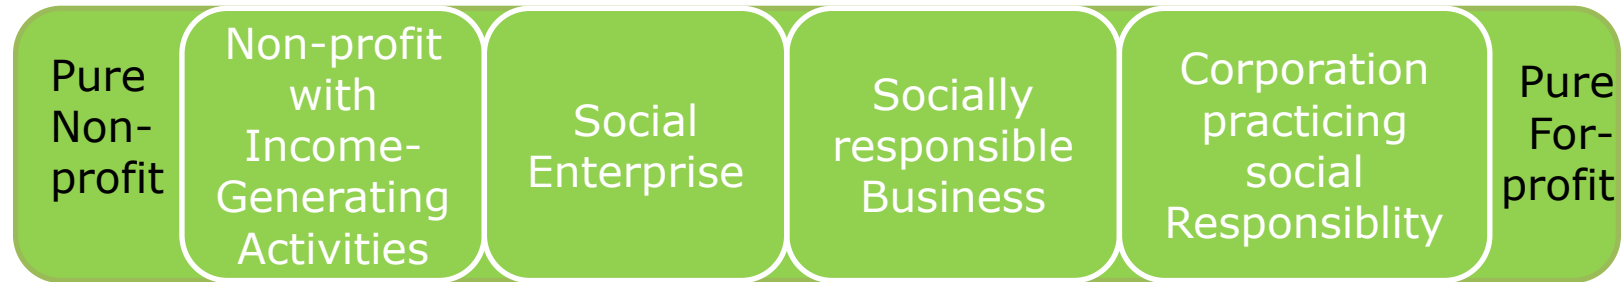 Pure
Non-
profit
Non-profit
with
Income-
Generating
Activities
Social
Enterprise
Socially
responsible
Business
Corporation
practicing
social
Responsiblity
Pure
For-
profit